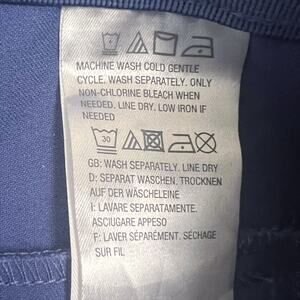 MACHINE WASH COLD GENTLE
CYCLE. WASH SEPARATELY. ONLY
NON-CHLORINE BLEACH WHEN
NEEDED. LINE DRY. LOW IRON IF
NEEDED
30
GB: WASH SEPARATELY. LINE DRY
D: SEPARAT WASCHEN. TROCKNEN
AUF DER WÄSCHELEINE
I: LAVARE SEPARATAMENTE.
ASCIUGARE APPESO
F: LAVER SÉPARÉMENT. SÉCHAGE
SUR FIL